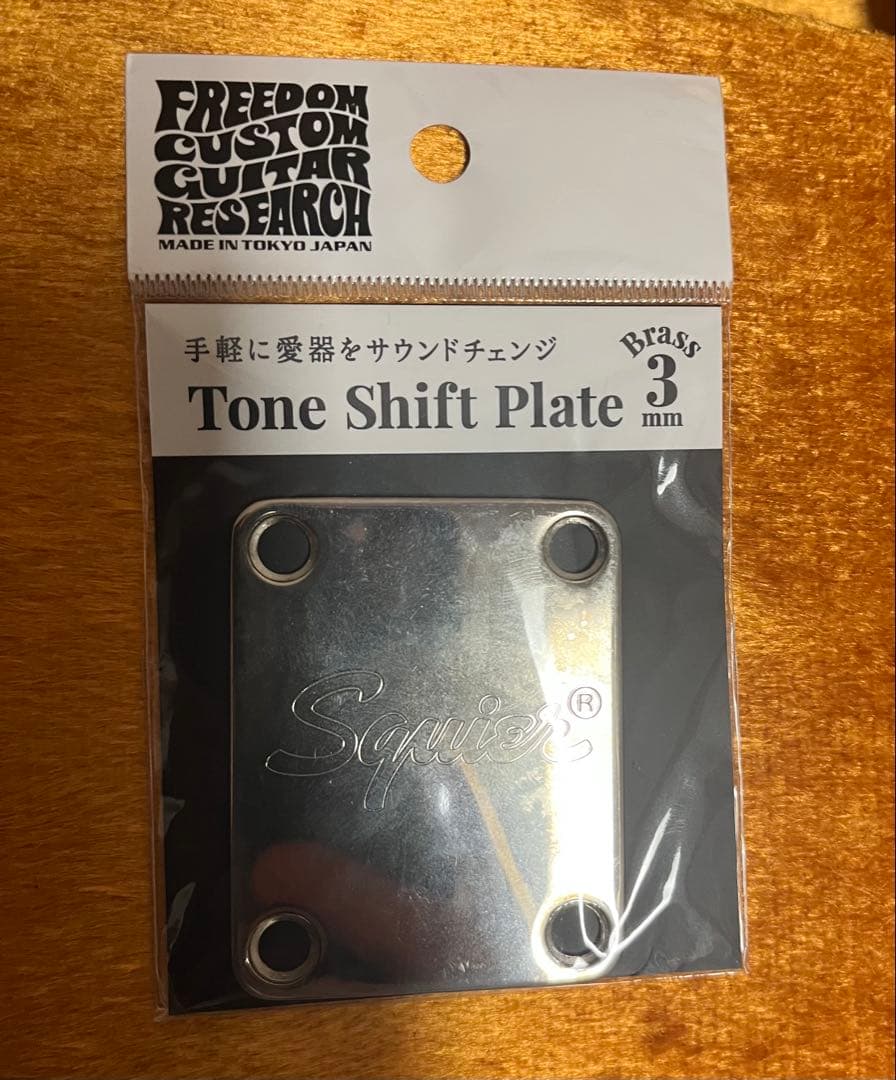 FREEDOM
CUSTOM
GUITAR
RESEARCH
MADE IN TOKYO JAPAN
手軽に愛器をサウンドチェンジ
Tone Shift Plate
Brass
3
mm
Squier®